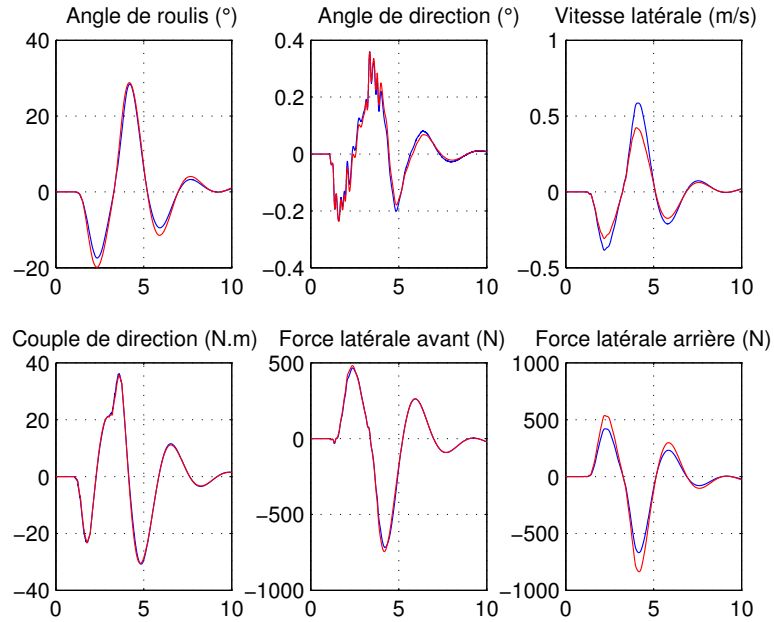 Angle de roulis (°)
40
20
0
−20
0 5 10
Angle de direction (°)
0.4
0.2
0
−0.2
−0.4
0 5 10
Vitesse latérale (m/s)
1
0.5
0
−0.5
0 5 10
Couple de direction (N.m)
40
20
0
−20
−40
0 5 10
Force latérale avant (N)
500
0
−500
−1000
0 5 10
Force latérale arrière (N)
1000
500
0
−500
−1000
0 5 10